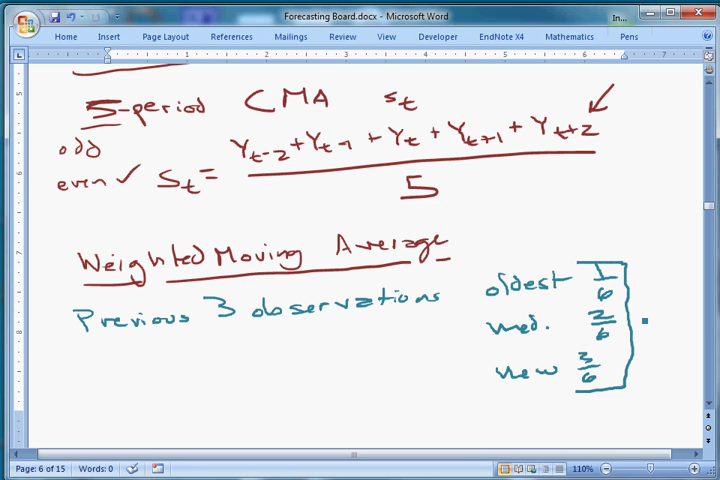 Forecasting Board.docx - Microsoft Word
In...
Home Insert Page Layout References Mailings Review View Developer EndNote X4 Mathematics
5-period CMA St
odd
even ✓ St = Yt-2 + Yt-1 + Yt + Yt+1 + Yt+2
5
Weighted Moving Average
Previous 3 observations
oldest 1/6
med. 2/6
new 3/6
Page: 6 of 15 Words: 0 110%